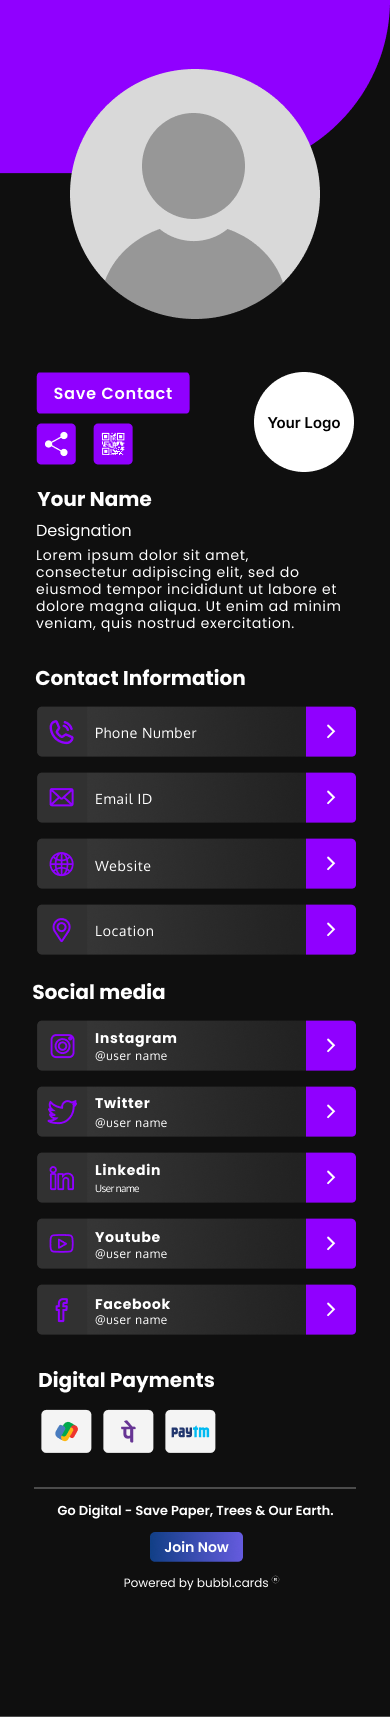 Save Contact
Your Logo
Your Name
Designation
Lorem ipsum dolor sit amet,
consectetur adipiscing elit, sed do
eiusmod tempor incididunt ut labore et
dolore magna aliqua. Ut enim ad minim
veniam, quis nostrud exercitation.
Contact Information
Phone Number
Email ID
Website
Location
Social media
Instagram
@user name
Twitter
@user name
Linkedin
User name
Youtube
@user name
Facebook
@user name
Digital Payments
पे
paytm
Go Digital - Save Paper, Trees & Our Earth.
Join Now
Powered by bubbl.cards ®